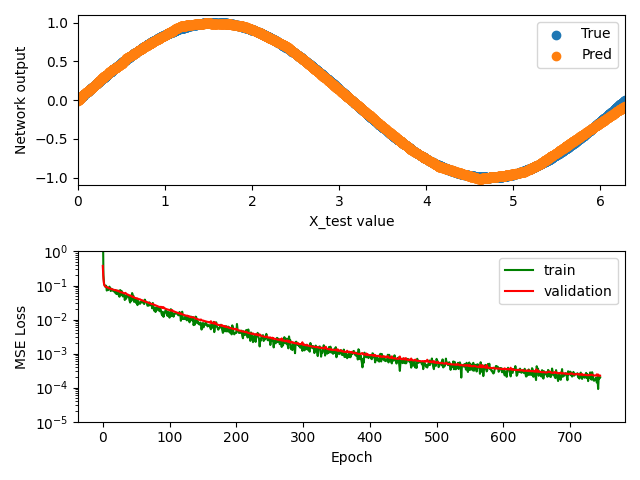 1.0
0.5
0.0
−0.5
−1.0
Network output
True
Pred
0 1 2 3 4 5 6
X_test value
10^0
10^−1
10^−2
10^−3
10^−4
10^−5
MSE Loss
train
validation
0 100 200 300 400 500 600 700
Epoch